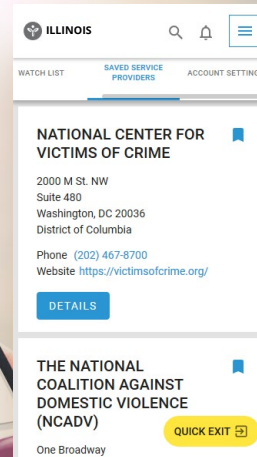 ILLINOIS
WATCH LIST
SAVED SERVICE
PROVIDERS
ACCOUNT SETTING
NATIONAL CENTER FOR
VICTIMS OF CRIME
2000 M St. NW
Suite 480
Washington, DC 20036
District of Columbia
Phone (202) 467-8700
Website https://victimsofcrime.org/
DETAILS
THE NATIONAL
COALITION AGAINST
DOMESTIC VIOLENCE
(NCADV)
QUICK EXIT
One Broadway